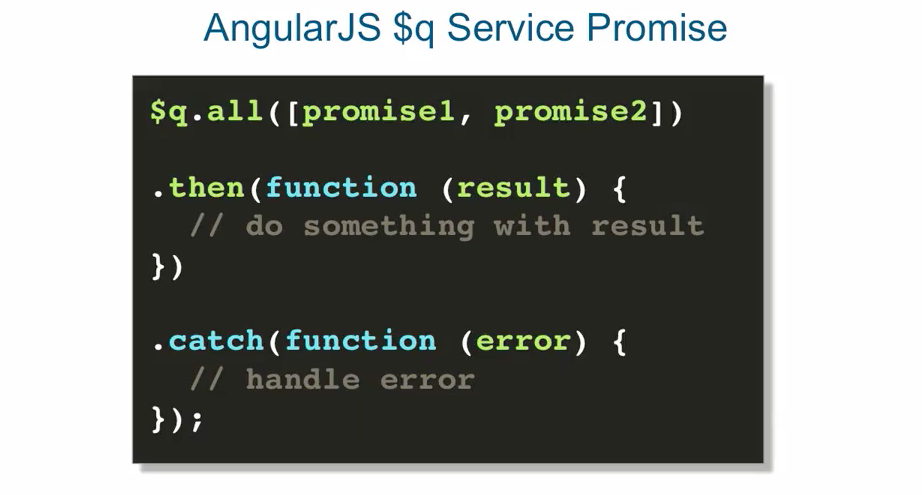 AngularJS $q Service Promise
$q.all([promise1, promise2])
.then(function (result) {
// do something with result
})
.catch(function (error) {
// handle error
});